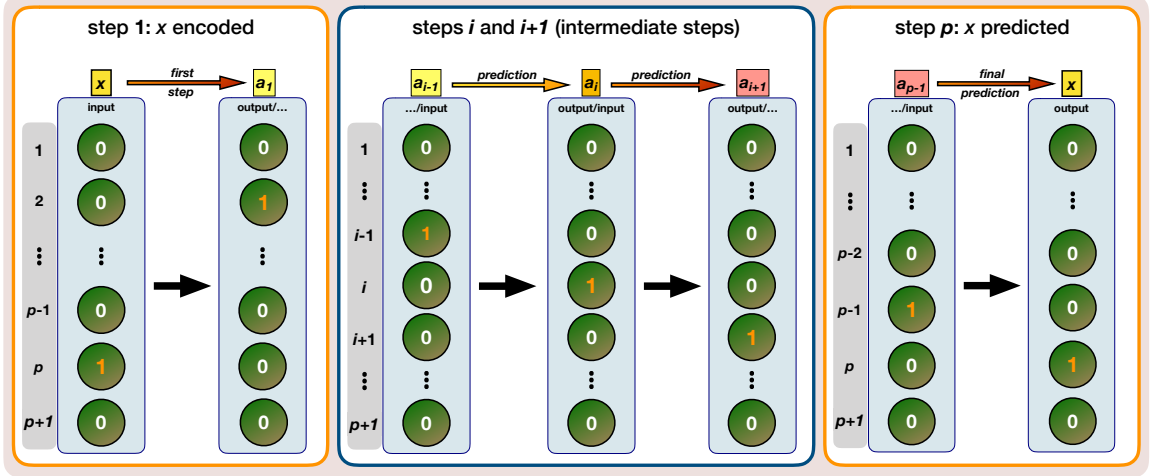 step 1: x encoded
x
first
step
a1
input
output/...
1
0
0
2
0
1
p-1
0
0
p
1
0
p+1
0
0
steps i and i+1 (intermediate steps)
ai-1
prediction
ai
prediction
ai+1
.../input
output/input
output/...
1
0
0
0
i-1
1
0
0
i
0
1
0
i+1
0
0
1
p+1
0
0
0
step p: x predicted
ap-1
final
prediction
x
.../input
output
1
0
0
p-2
0
0
p-1
1
0
p
0
1
p+1
0
0